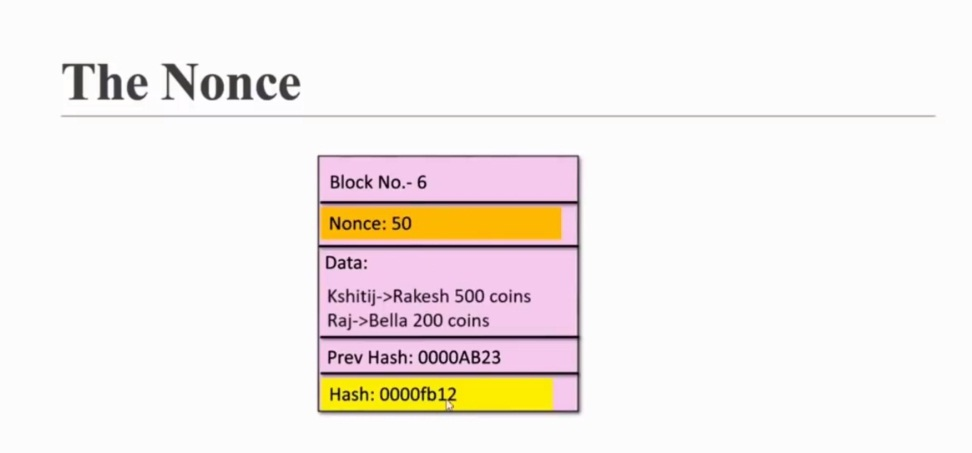 The Nonce
Block No.- 6
Nonce: 50
Data:
Kshitij->Rakesh 500 coins
Raj->Bella 200 coins
Prev Hash: 0000AB23
Hash: 0000fb12